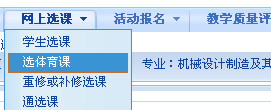 网上选课 活动报名 教学质量评
学生选课
选体育课
专业：机械设计制造及其
重修或补修选课
通选课